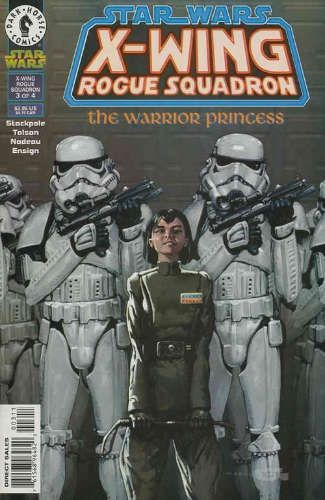 DARK HORSE
COMICS
STAR
WARS
X-WING
ROGUE
SQUADRON
3 of 4
$2.95 US
Stackpole
Tolson
Nadeau
Ensign
STAR WARS
X-WING
ROGUE SQUADRON
the WARRIOR PRINCESS
DIRECT SALES